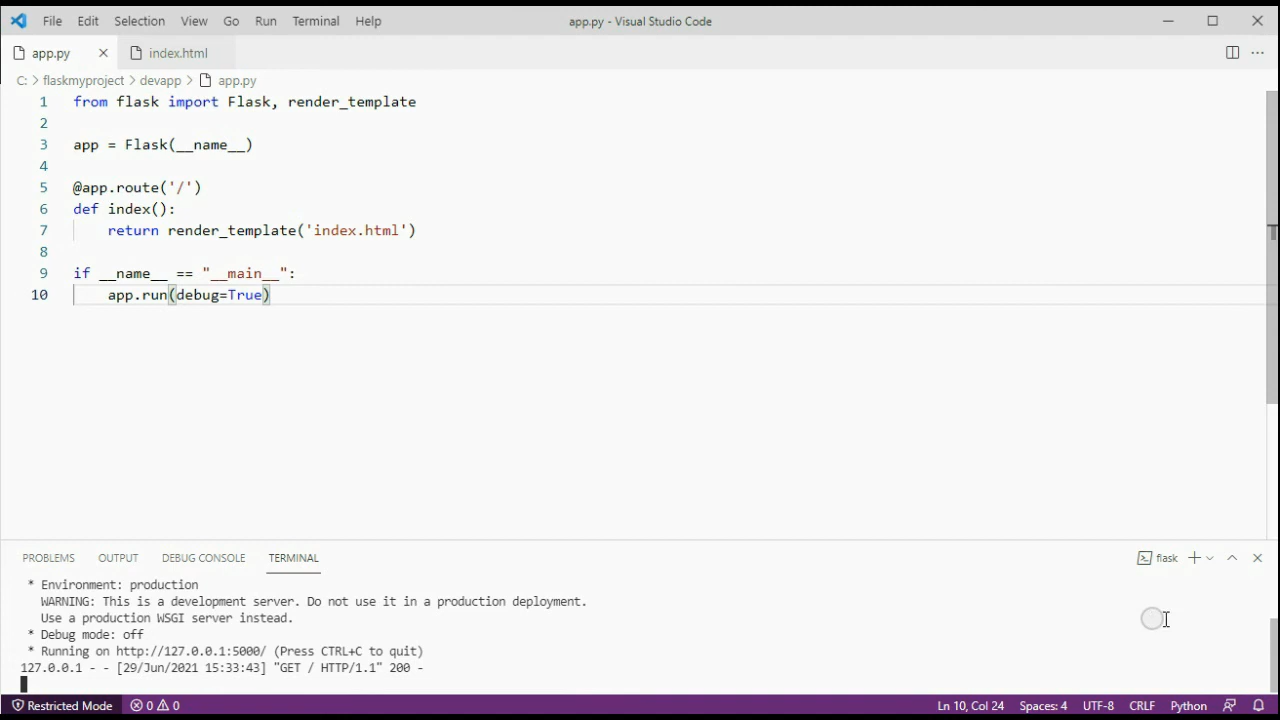 File Edit Selection View Go Run Terminal Help app.py - Visual Studio Code
app.py index.html
C: > flaskmyproject > devapp > app.py
1 from flask import Flask, render_template
2
3 app = Flask(__name__)
4
5 @app.route('/')
6 def index():
7 return render_template('index.html')
8
9 if __name__ == "__main__":
10 app.run(debug=True)
PROBLEMS OUTPUT DEBUG CONSOLE TERMINAL flask
* Environment: production
WARNING: This is a development server. Do not use it in a production deployment.
Use a production WSGI server instead.
* Debug mode: off
* Running on http://127.0.0.1:5000/ (Press CTRL+C to quit)
127.0.0.1 - - [29/Jun/2021 15:33:43] "GET / HTTP/1.1" 200 -
Restricted Mode 0 0 Ln 10, Col 24 Spaces: 4 UTF-8 CRLF Python